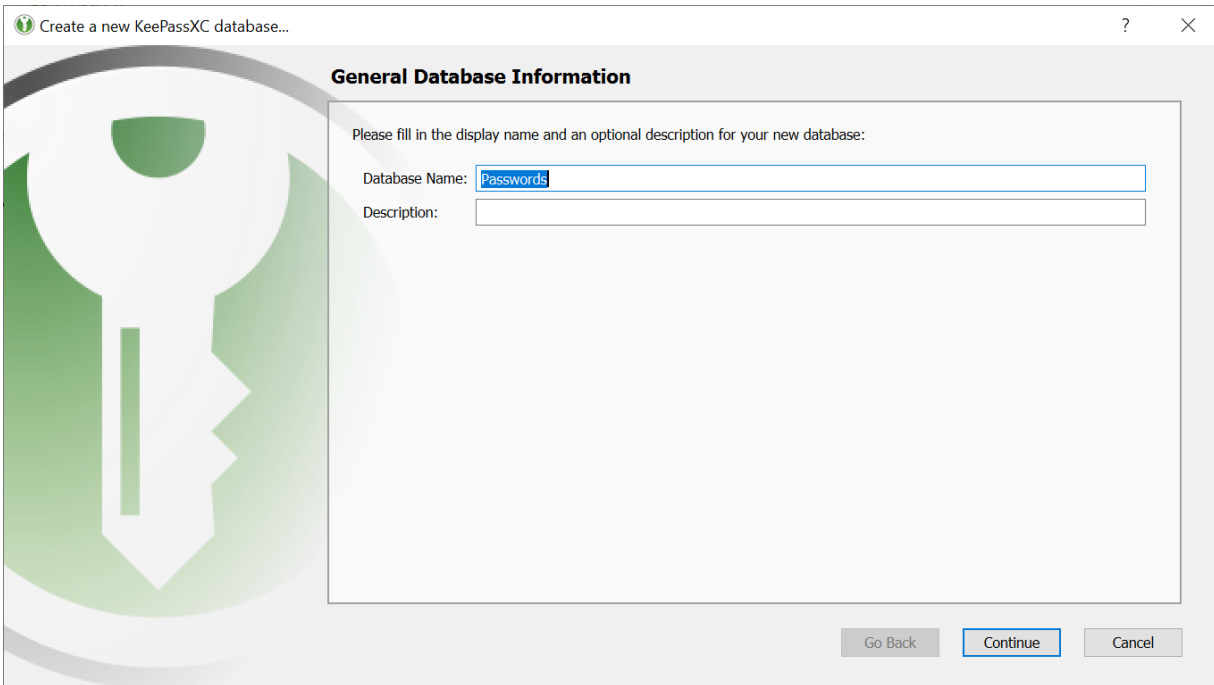 Create a new KeePassXC database...
?
General Database Information
Please fill in the display name and an optional description for your new database:
Database Name: Passwords
Description:
Go Back Continue Cancel